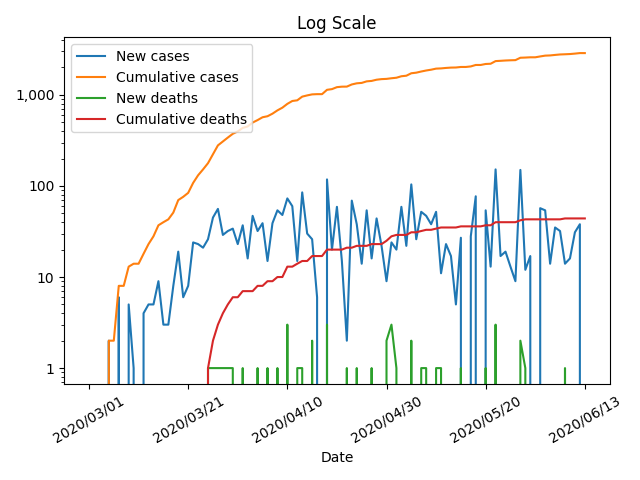 Log Scale
New cases
Cumulative cases
New deaths
Cumulative deaths
1,000
100
10
1
2020/03/01
2020/03/21
2020/04/10
2020/04/30
2020/05/20
2020/06/13
Date